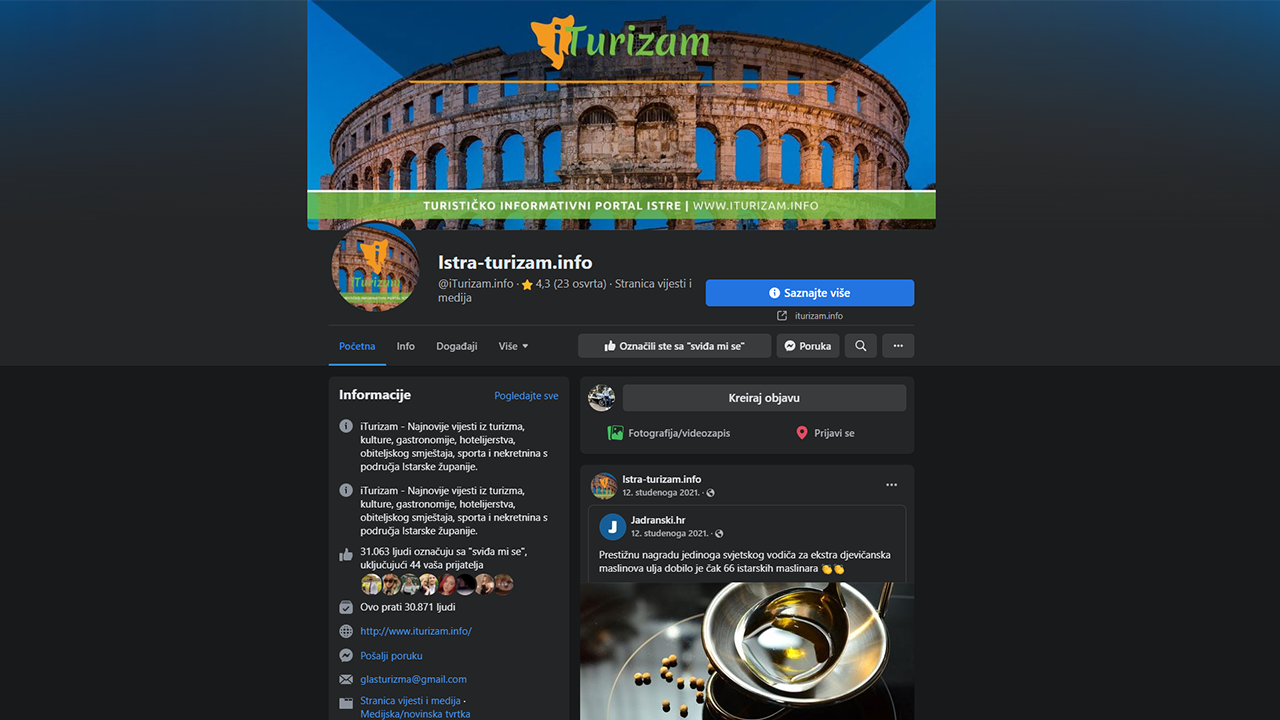 iTurizam
TURISTIČKO INFORMATIVNI PORTAL ISTRE | WWW.ITURIZAM.INFO
iTurizam
Istra-turizam.info
@iTurizam.info · 4,3 (23 osvrta) · Stranica vijesti i
medija
Saznajte više
iturizam.info
Početna Info Događaji Više
Označili ste sa "sviđa mi se"
Poruka
Informacije
Pogledajte sve
iTurizam - Najnovije vijesti iz turizma,
kulture, gastronomije, hotelijerstva,
obiteljskog smještaja, sporta i nekretnina s
područja Istarske županije.
iTurizam - Najnovije vijesti iz turizma,
kulture, gastronomije, hotelijerstva,
obiteljskog smještaja, sporta i nekretnina s
područja Istarske županije.
31.063 ljudi označuju sa "sviđa mi se",
uključujući 44 vaša prijatelja
Ovo prati 30.871 ljudi
http://www.iturizam.info/
Pošalji poruku
glasturizma@gmail.com
Stranica vijesti i medija ·
Medijska/novinska tvrtka
Kreiraj objavu
Fotografija/videozapis
Prijavi se
Istra-turizam.info
12. studenoga 2021. ·
J
Jadranski.hr
12. studenoga 2021. ·
Prestižnu nagradu jedinoga svjetskog vodiča za ekstra djevičanska
maslinova ulja dobilo je čak 66 istarskih maslinara 👏👏